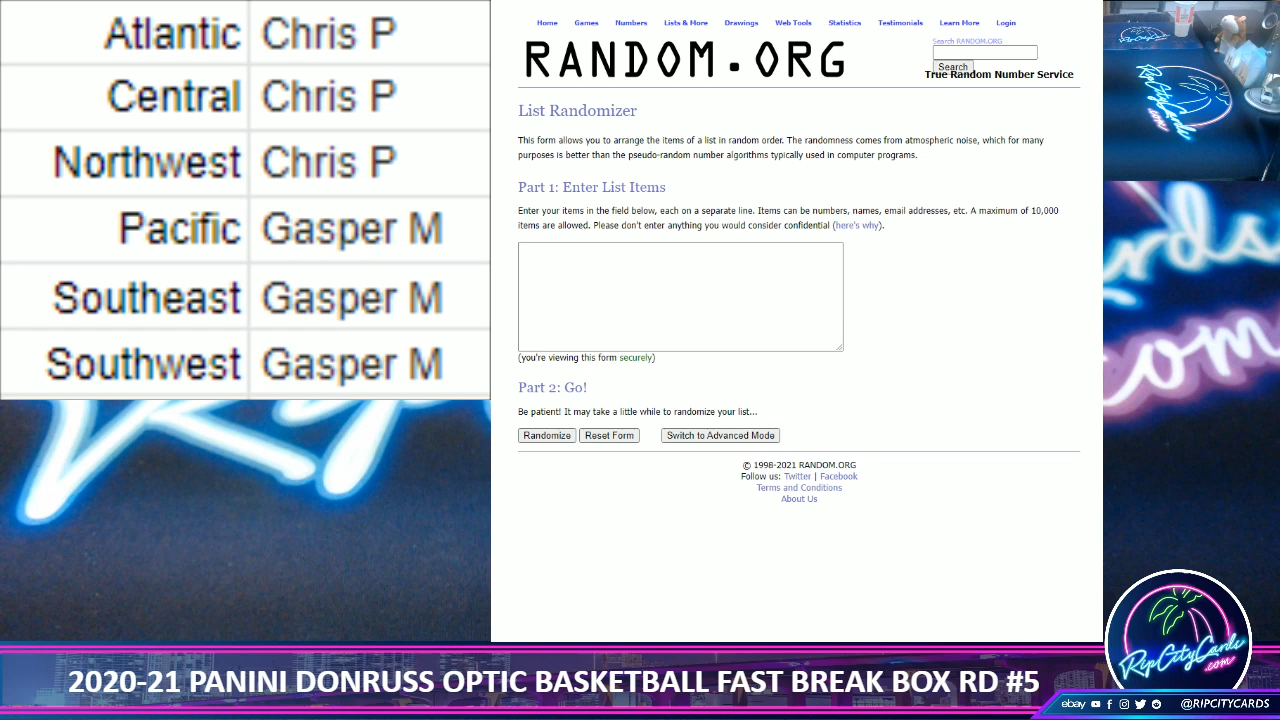 Atlantic Chris P
Central Chris P
Northwest Chris P
Pacific Gasper M
Southeast Gasper M
Southwest Gasper M
Home Games Numbers Lists & More Drawings Web Tools Statistics Testimonials Learn More Login
RANDOM.ORG
Search RANDOM.ORG
Search
True Random Number Service
List Randomizer
This form allows you to arrange the items of a list in random order. The randomness comes from atmospheric noise, which for many
purposes is better than the pseudo-random number algorithms typically used in computer programs.
Part 1: Enter List Items
Enter your items in the field below, each on a separate line. Items can be numbers, names, email addresses, etc. A maximum of 10,000
items are allowed. Please don't enter anything you would consider confidential (here's why).
(you're viewing this form securely)
Part 2: Go!
Be patient! It may take a little while to randomize your list...
Randomize Reset Form Switch to Advanced Mode
© 1998-2021 RANDOM.ORG
Follow us: Twitter | Facebook
Terms and Conditions
About Us
RipCityCards
.com
rds
com
RipCityCards
.com
2020-21 PANINI DONRUSS OPTIC BASKETBALL FAST BREAK BOX RD #5
ebay @RIPCITYCARDS